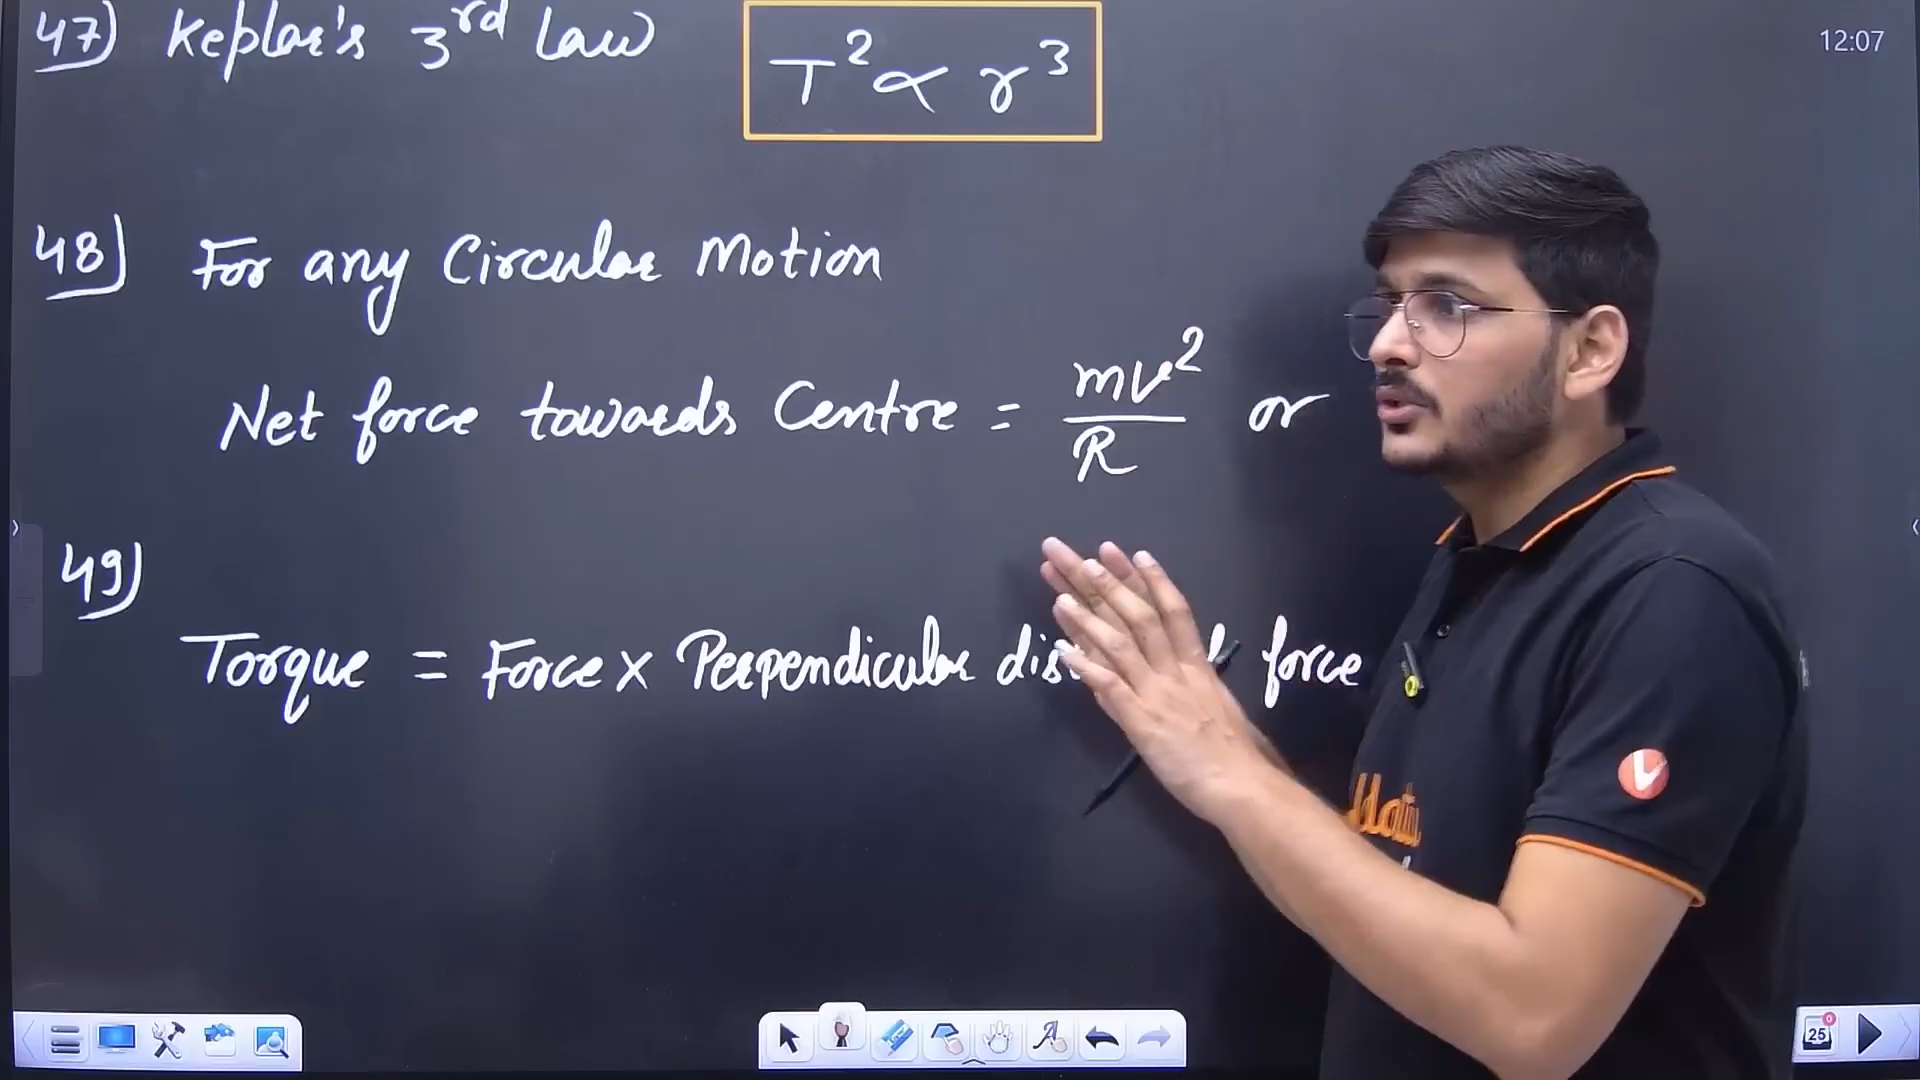 47) Keplar's 3rd Law
T² ∝ r³
12:07
48) For any Circular Motion
Net force towards Centre = mv²/R or
49)
Torque = Force × Perpendicular force
25